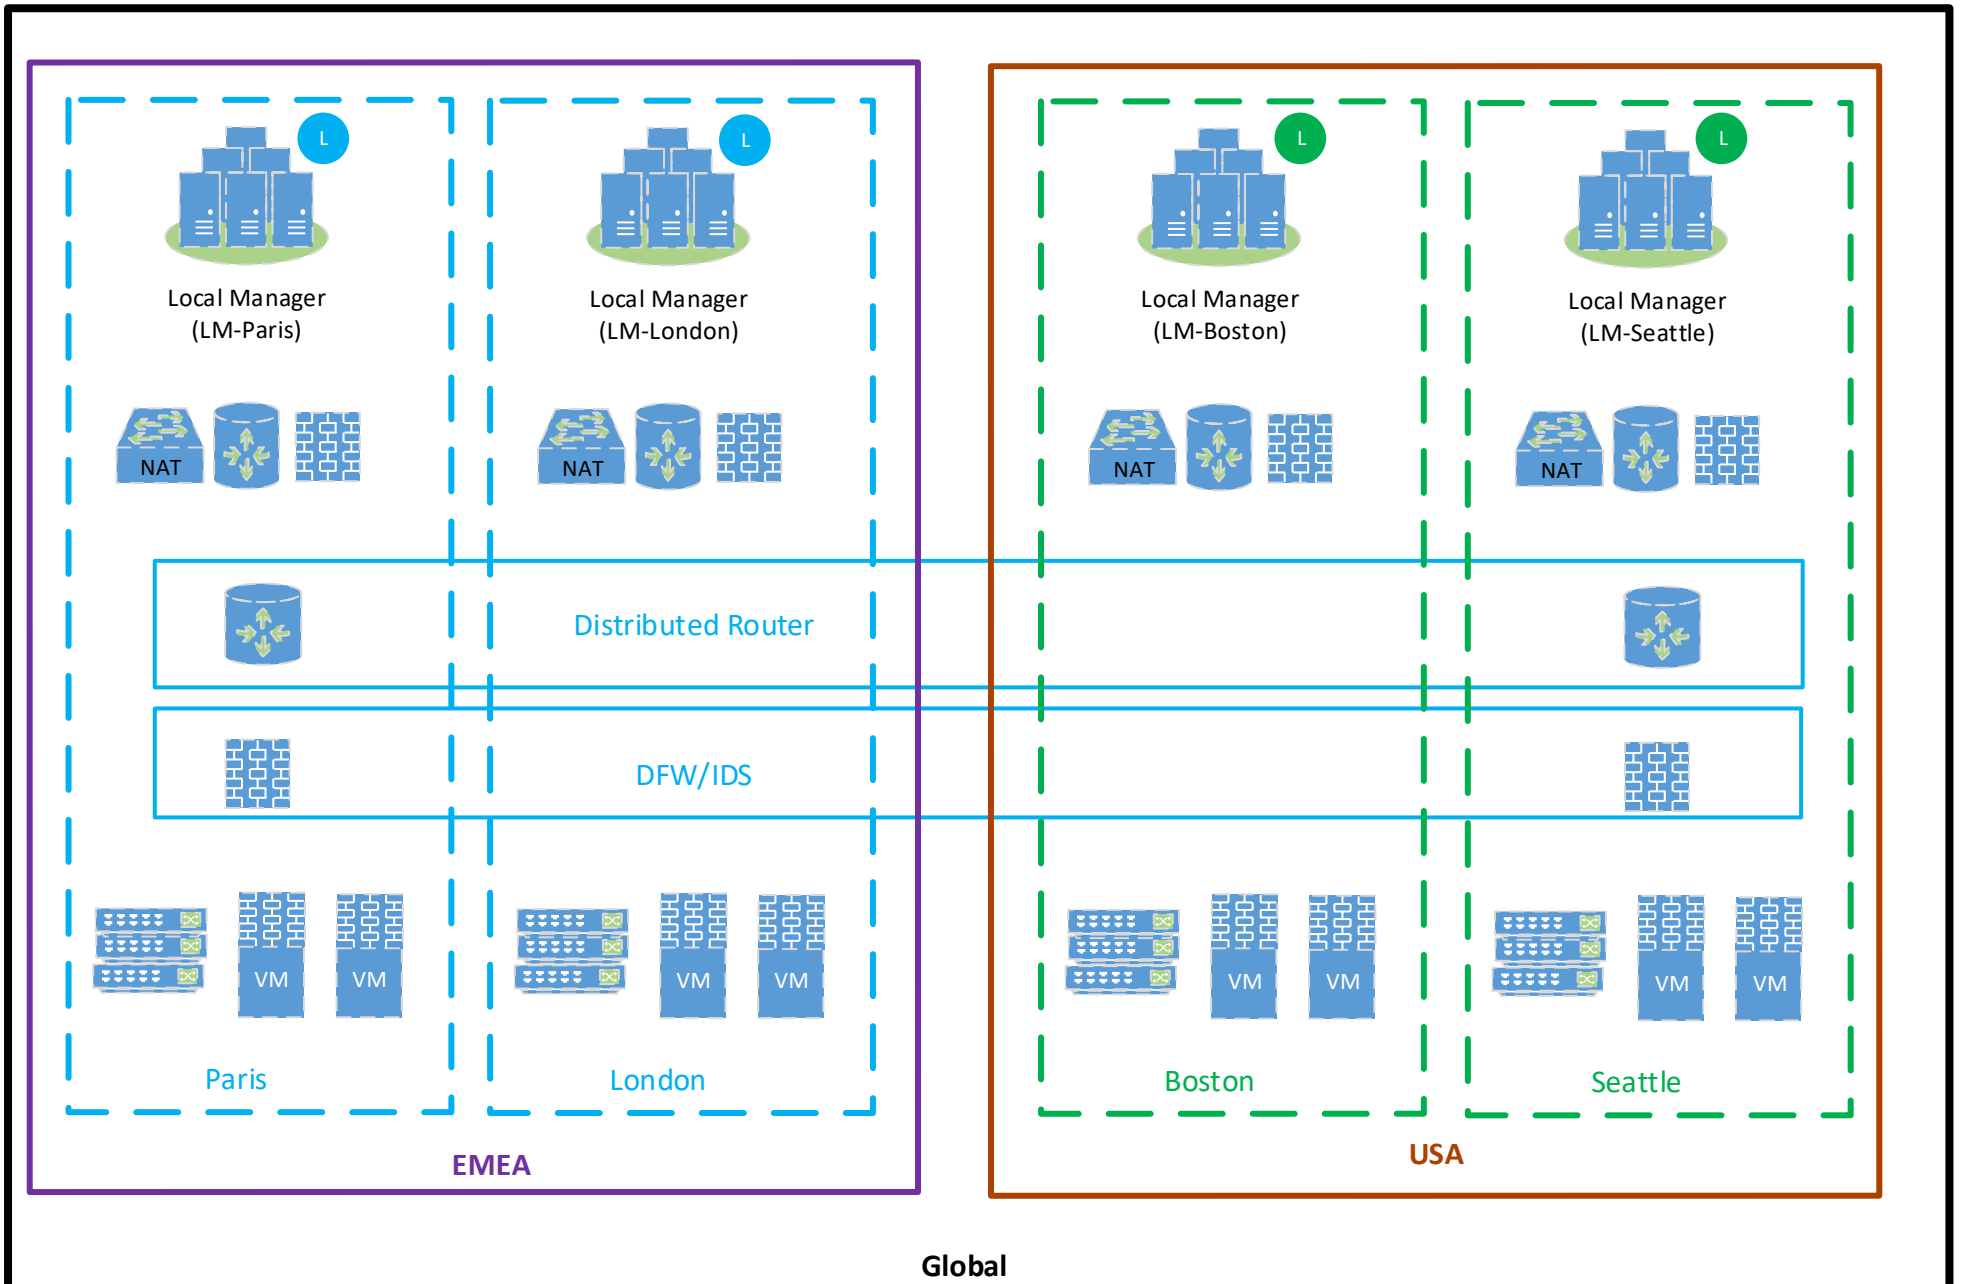 L
L
L
L
Local Manager
(LM-Paris)
Local Manager
(LM-London)
Local Manager
(LM-Boston)
Local Manager
(LM-Seattle)
NAT
NAT
NAT
NAT
Distributed Router
DFW/IDS
VM
VM
VM
VM
VM
VM
VM
VM
Paris
London
Boston
Seattle
EMEA
USA
Global